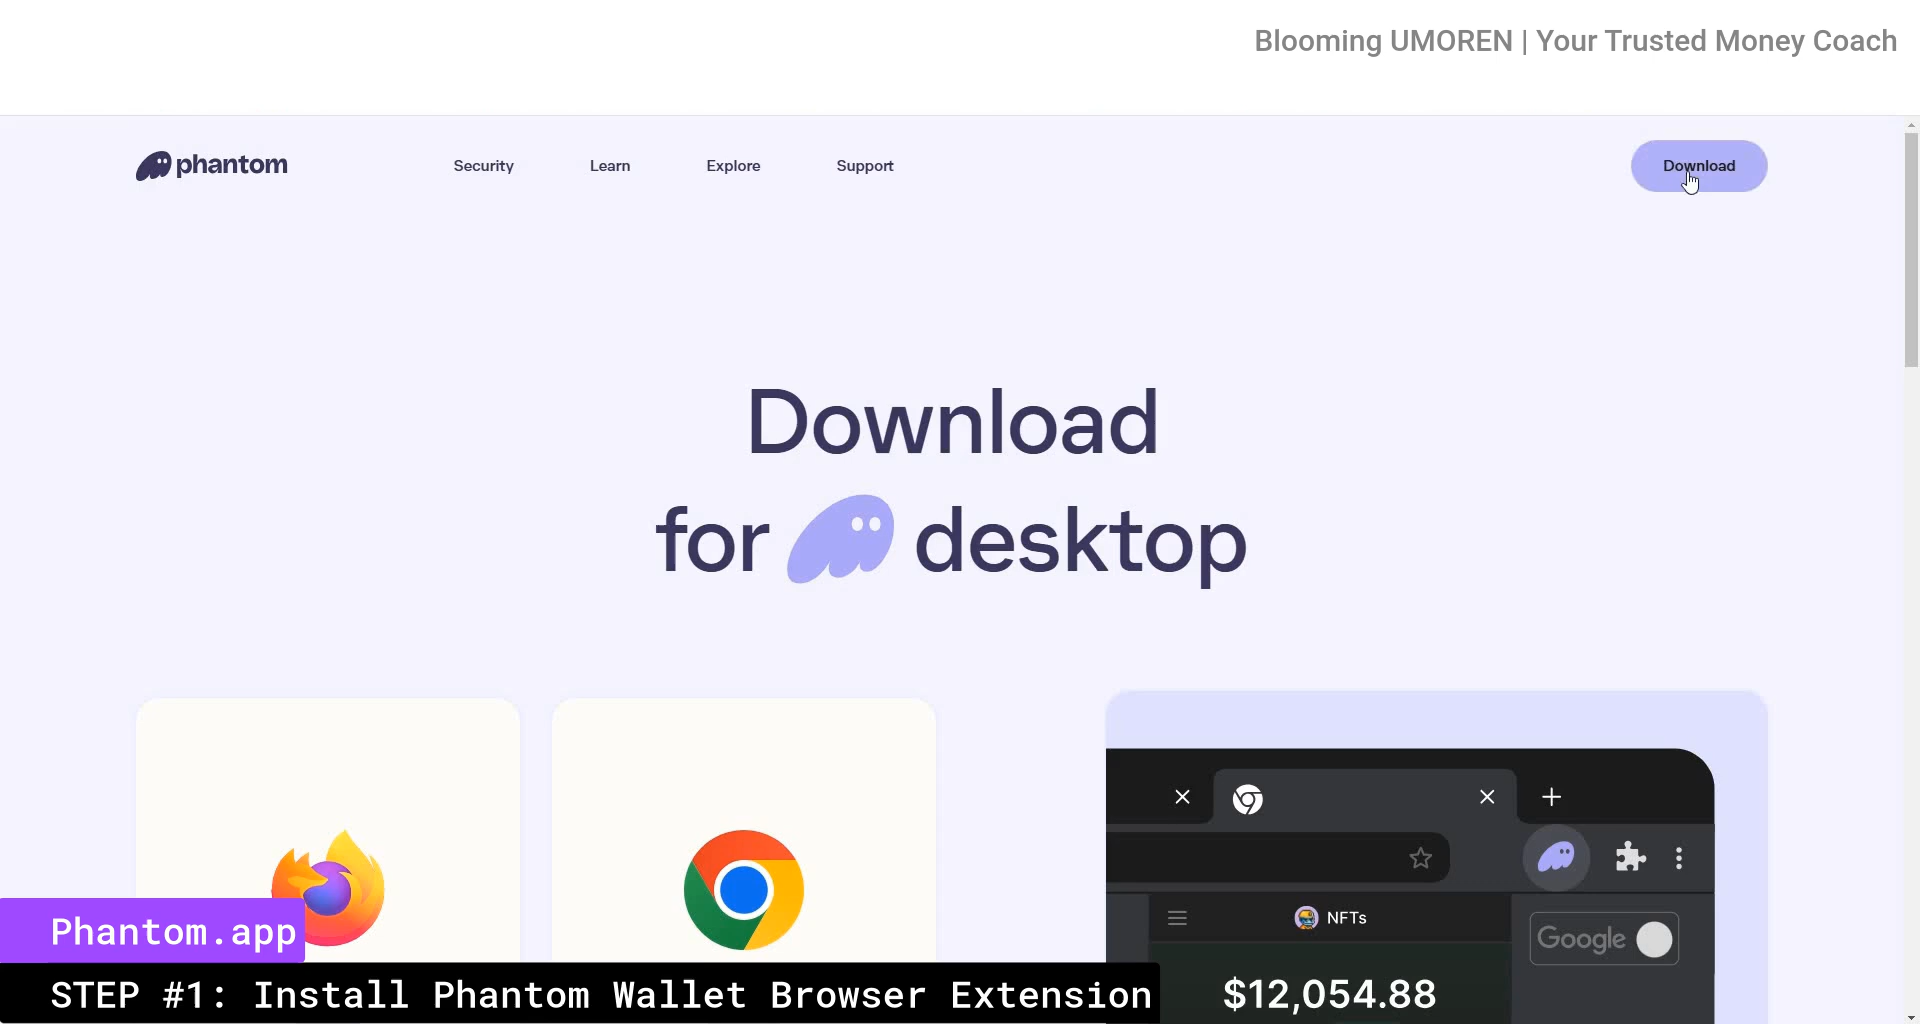 Blooming UMOREN | Your Trusted Money Coach
phantom
Security
Learn
Explore
Support
Download
Download
for desktop
NFTs
Google
$12,054.88
Phantom.app
STEP #1: Install Phantom Wallet Browser Extension